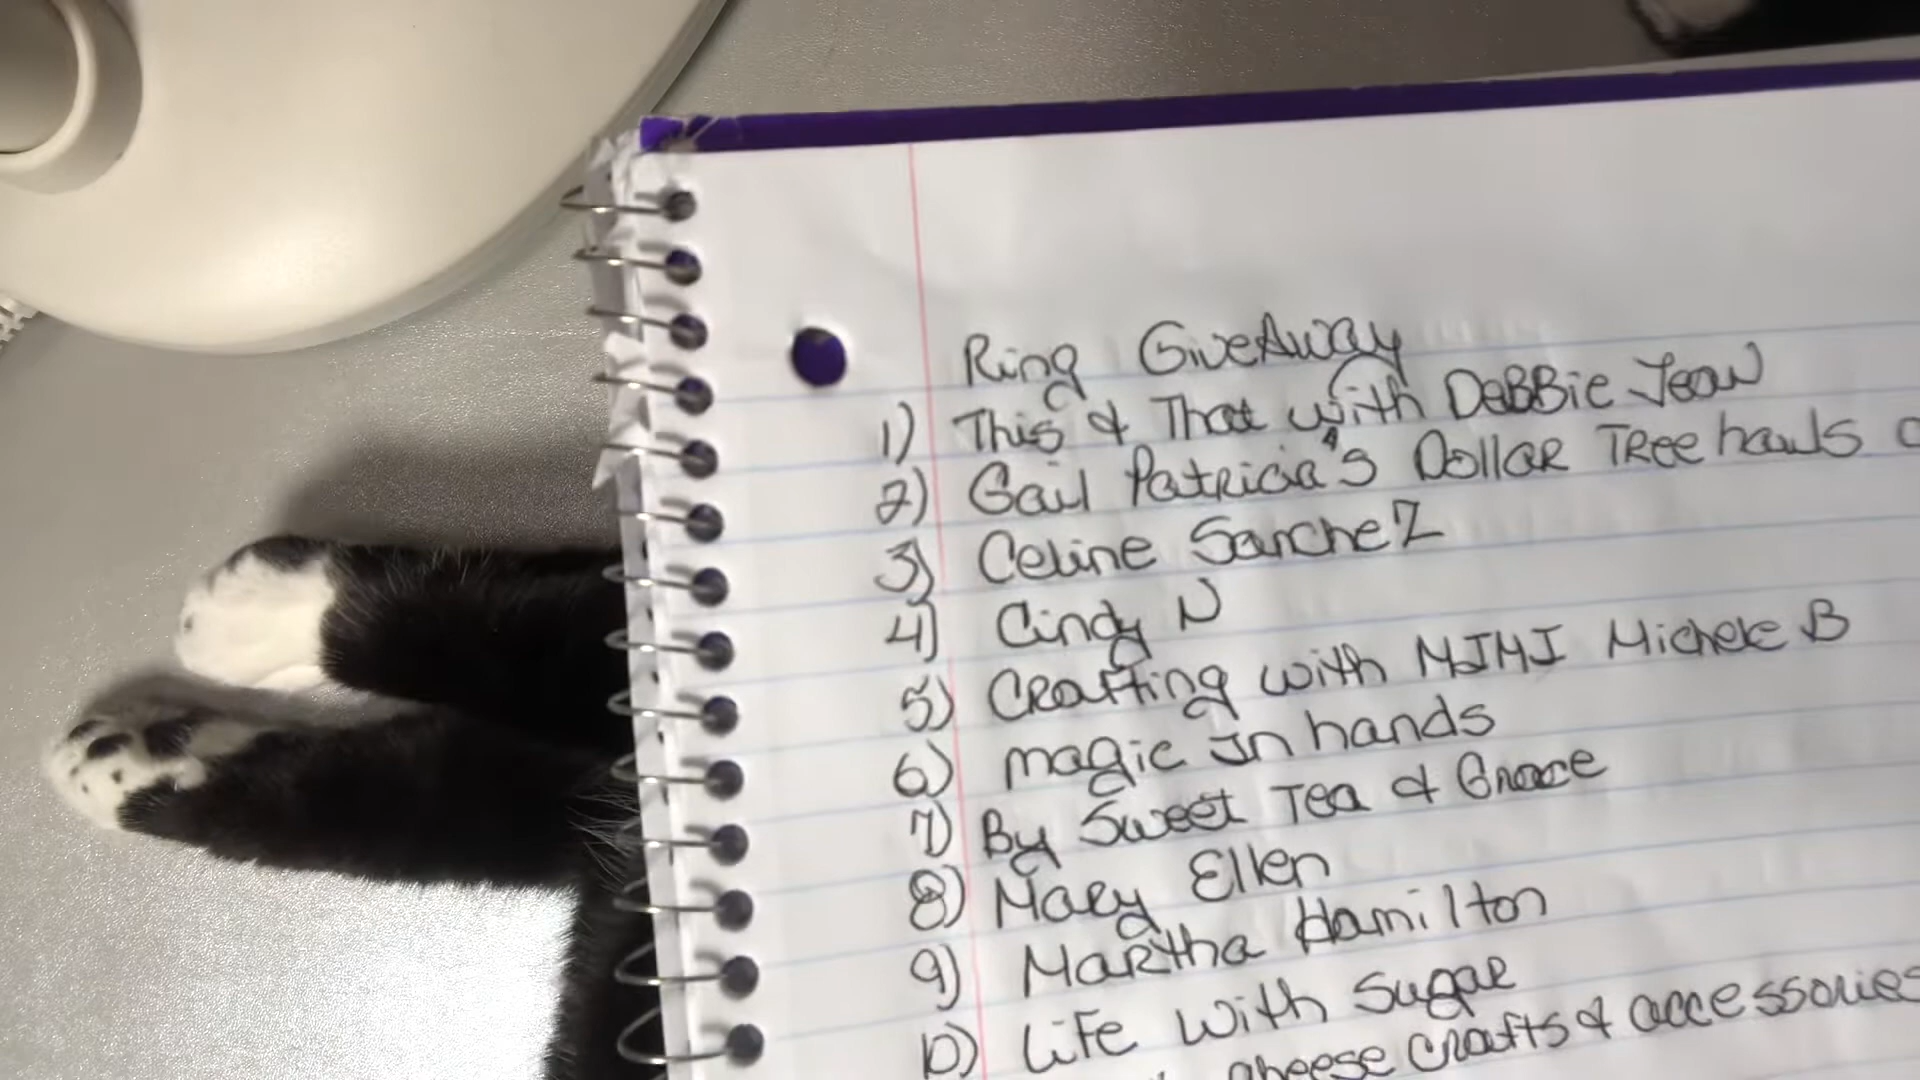 Ring GiveAway
1) This & That with DeBBie Jean
2) Gail Patricia's Dollar Tree hauls
3) Celine Sanchez
4) Cindy N
5) Crafting with MIMI Michele B
6) magic In hands
7) By Sweet Tea & Grace
8) Mary Ellen
9) Martha Hamilton
10) Life With Sugar
cheese Crafts & accessories